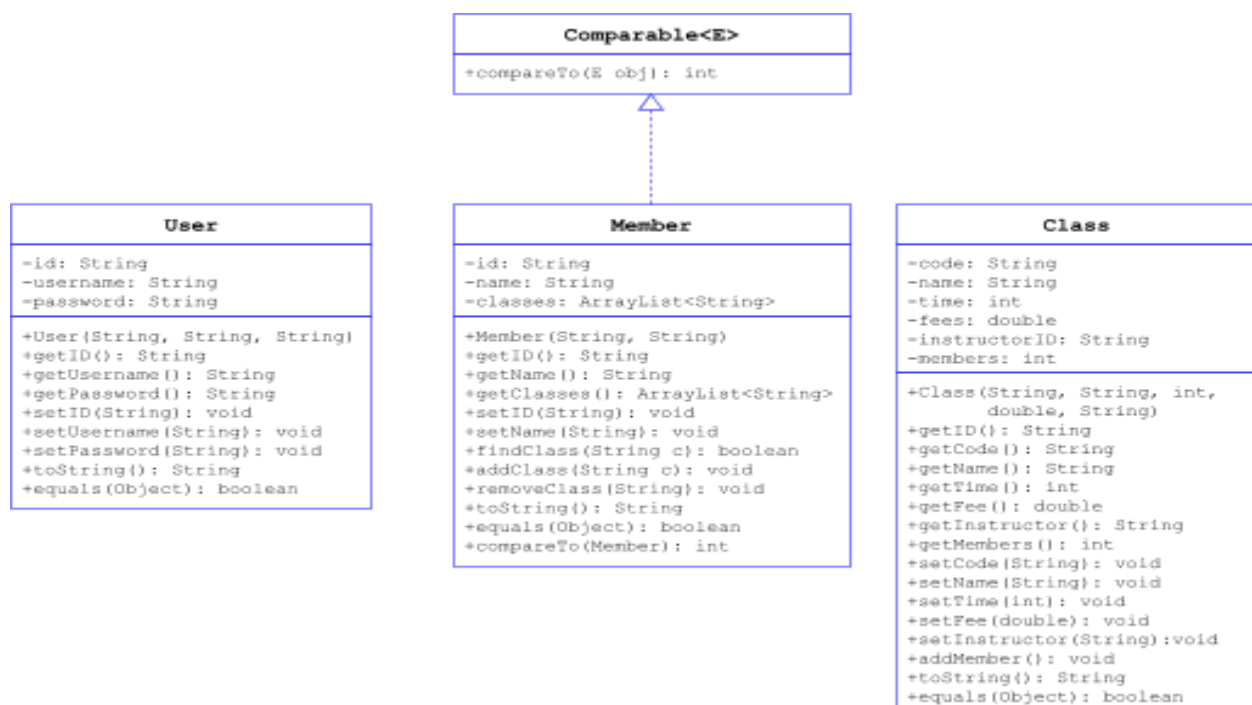 Comparable<E>
+compareTo(E obj): int
User
-id: String
-username: String
-password: String
+User(String, String, String)
+getID(): String
+getUsername(): String
+getPassword(): String
+setID(String): void
+setUsername(String): void
+setPassword(String): void
+toString(): String
+equals(Object): boolean
Member
-id: String
-name: String
-classes: ArrayList<String>
+Member(String, String)
+getID(): String
+getName(): String
+getClasses(): ArrayList<String>
+setID(String): void
+setName(String): void
+findClass(String c): boolean
+addClass(String c): void
+removeClass(String): void
+toString(): String
+equals(Object): boolean
+compareTo(Member): int
Class
-code: String
-name: String
-time: int
-fees: double
-instructorID: String
-members: int
+Class(String, String, int,
double, String)
+getID(): String
+getCode(): String
+getName(): String
+getTime(): int
+getFee(): double
+getInstructor(): String
+getMembers(): int
+setCode(String): void
+setName(String): void
+setTime(int): void
+setFee(double): void
+setInstructor(String):void
+addMember(): void
+toString(): String
+equals(Object): boolean